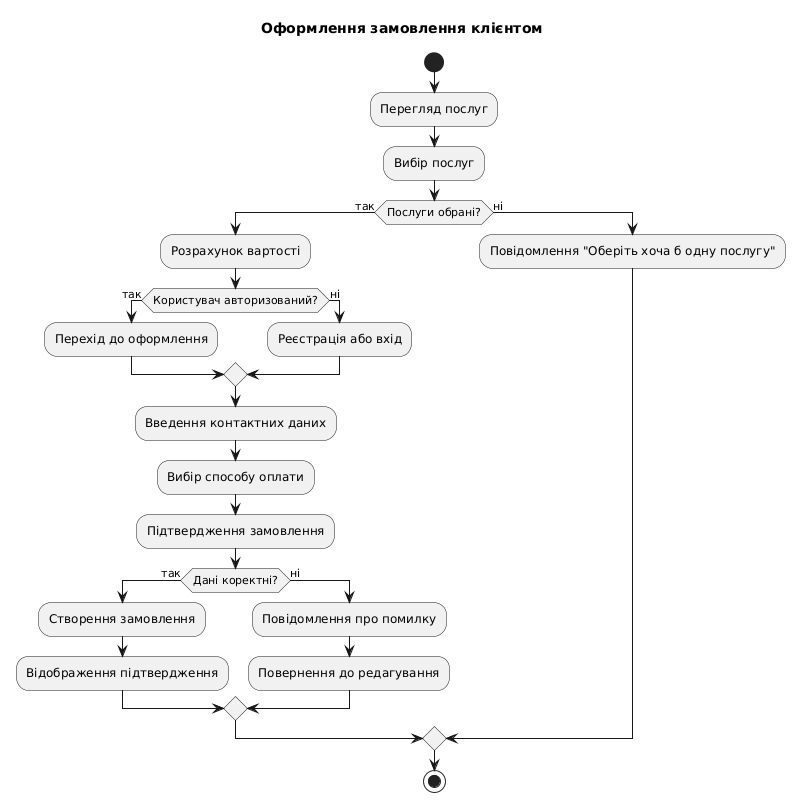 Оформлення замовлення клієнтом
Перегляд послуг
Вибір послуг
так
Послуги обрані?
ні
Розрахунок вартості
Повідомлення "Оберіть хоча б одну послугу"
так
Користувач авторизований?
ні
Перехід до оформлення
Реєстрація або вхід
Введення контактних даних
Вибір способу оплати
Підтвердження замовлення
так
Дані коректні?
ні
Створення замовлення
Повідомлення про помилку
Відображення підтвердження
Повернення до редагування